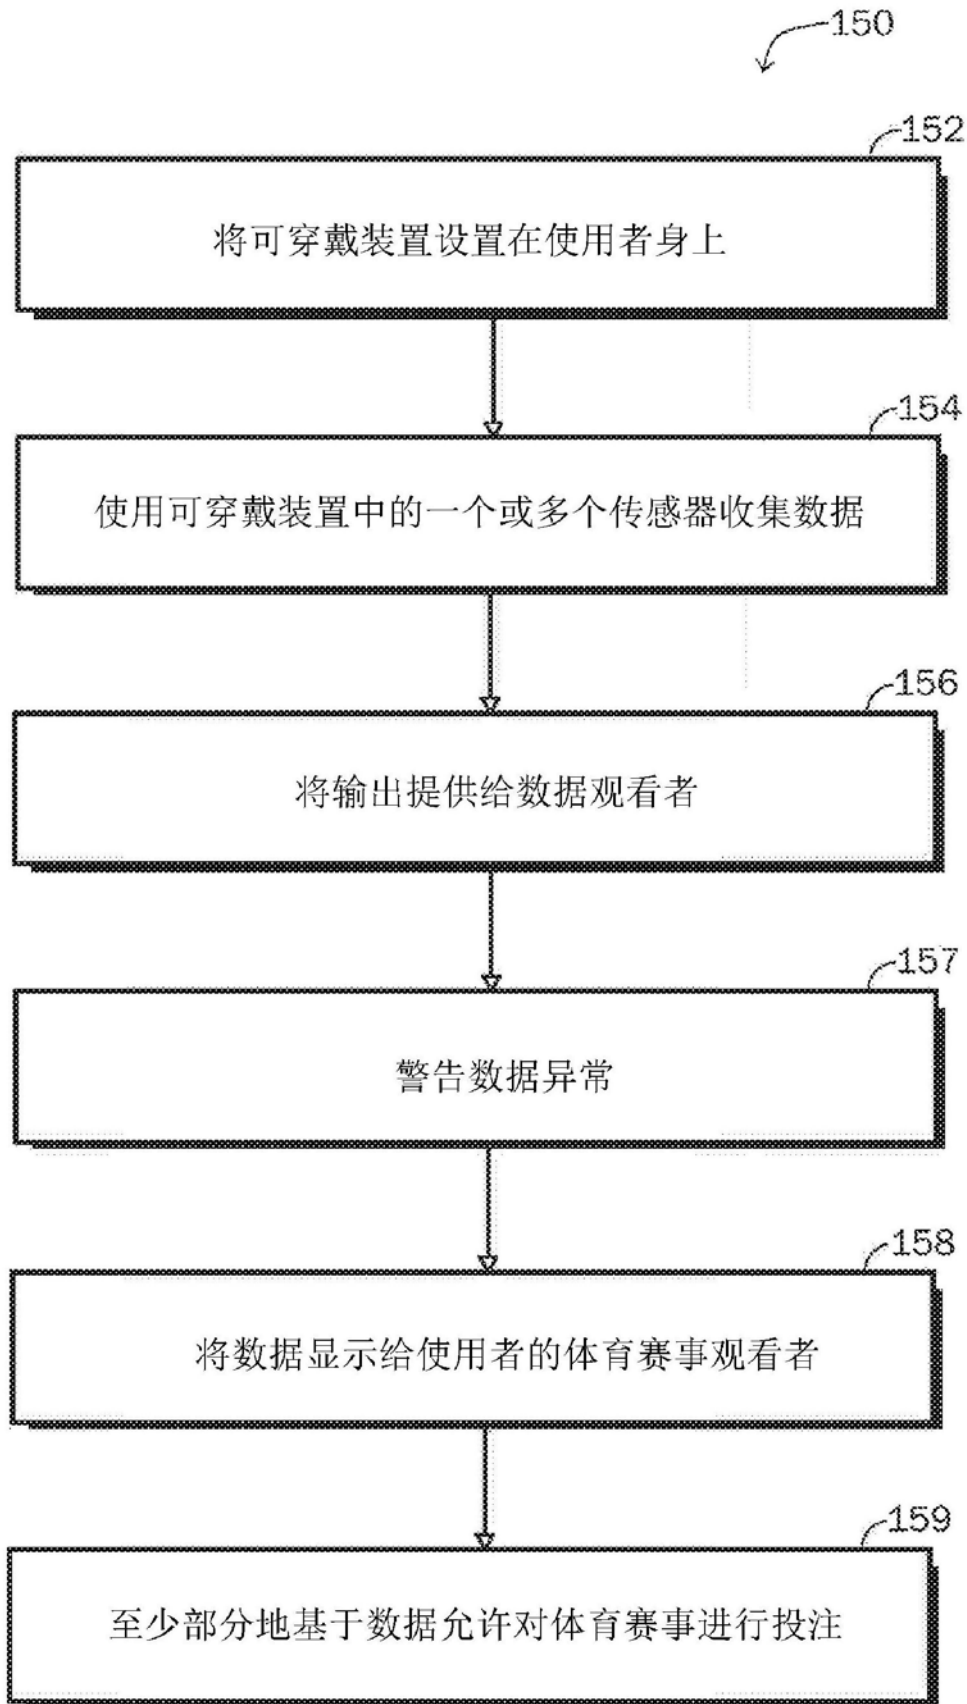 150
152
将可穿戴装置设置在使用者身上
154
使用可穿戴装置中的一个或多个传感器收集数据
156
将输出提供给数据观看者
157
警告数据异常
158
将数据显示给使用者的体育赛事观看者
159
至少部分地基于数据允许对体育赛事进行投注